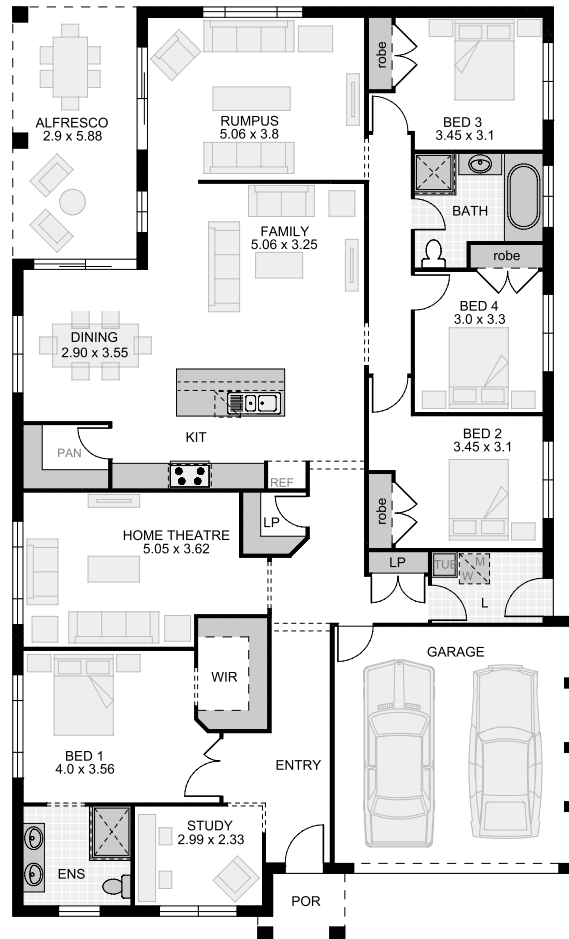 robe
ALFRESCO
2.9 x 5.88
RUMPUS
5.06 x 3.8
BED 3
3.45 x 3.1
BATH
FAMILY
5.06 x 3.25
robe
BED 4
3.0 x 3.3
DINING
2.90 x 3.55
KIT
BED 2
3.45 x 3.1
PAN
REF
robe
LP
HOME THEATRE
5.05 x 3.62
LP
TUB
M
W
L
GARAGE
WIR
BED 1
4.0 x 3.56
ENTRY
STUDY
2.99 x 2.33
ENS
POR